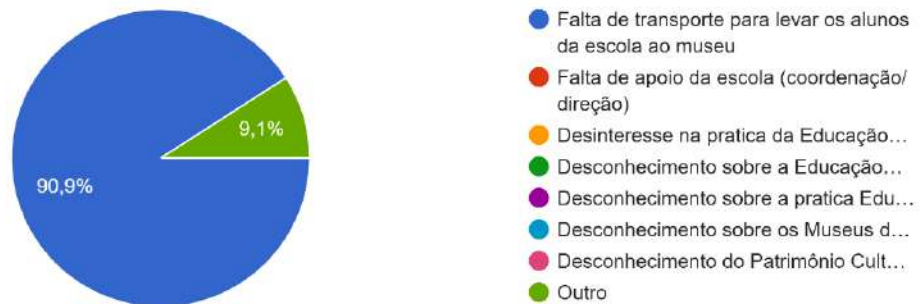 90,9%
9,1%
Falta de transporte para levar os alunos
da escola ao museu
Falta de apoio da escola (coordenação/
direção)
Desinteresse na pratica da Educação...
Desconhecimento sobre a Educação...
Desconhecimento sobre a pratica Edu...
Desconhecimento sobre os Museus d...
Desconhecimento do Patrimônio Cult...
Outro